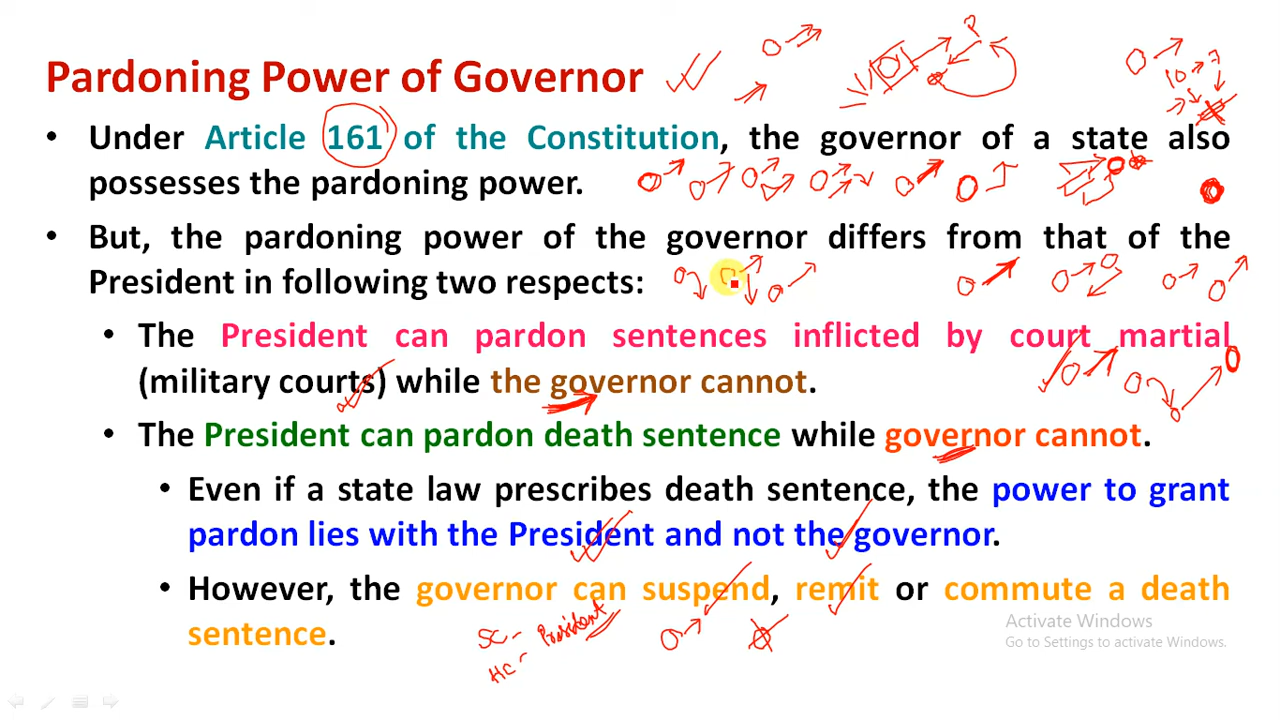 Pardoning Power of Governor
• Under Article 161 of the Constitution, the governor of a state also
possesses the pardoning power.
• But, the pardoning power of the governor differs from that of the
President in following two respects:
• The President can pardon sentences inflicted by court martial
(military courts) while the governor cannot.
• The President can pardon death sentence while governor cannot.
• Even if a state law prescribes death sentence, the power to grant
pardon lies with the President and not the governor.
• However, the governor can suspend, remit or commute a death
sentence.
SC - President
HC -
Activate Windows
Go to Settings to activate Windows.